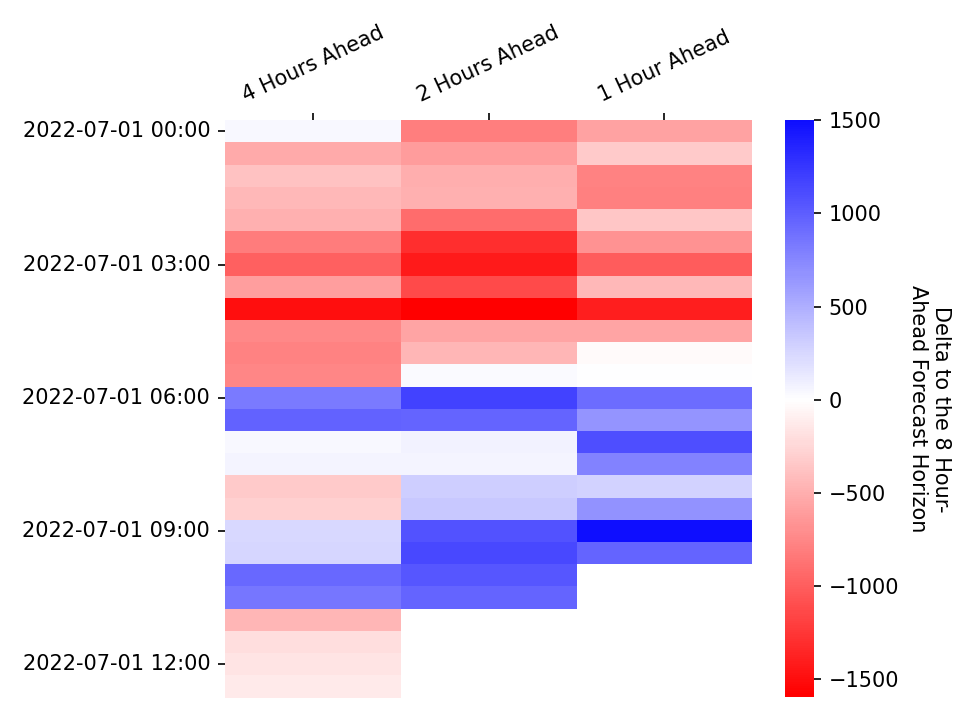 4 Hours Ahead
2 Hours Ahead
1 Hour Ahead
2022-07-01 00:00
2022-07-01 03:00
2022-07-01 06:00
2022-07-01 09:00
2022-07-01 12:00
1500
1000
500
0
−500
−1000
−1500
Delta to the 8 Hour-
Ahead Forecast Horizon